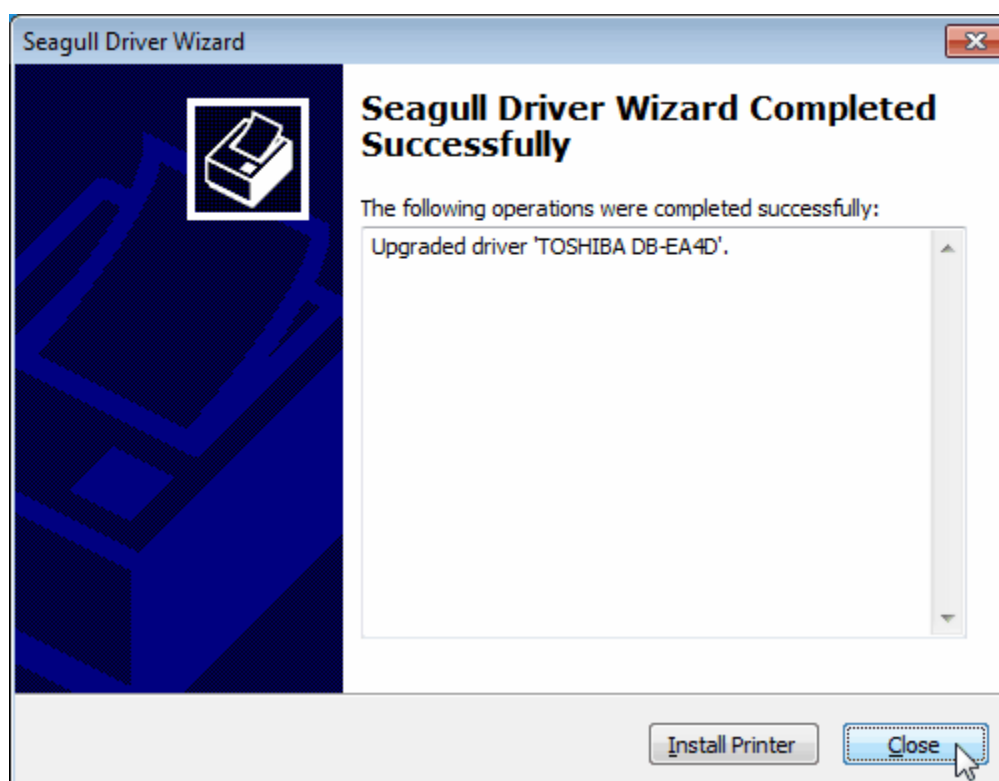 Seagull Driver Wizard
Seagull Driver Wizard Completed
Successfully
The following operations were completed successfully:
Upgraded driver 'TOSHIBA DB-EA4D'.
Install Printer
Close